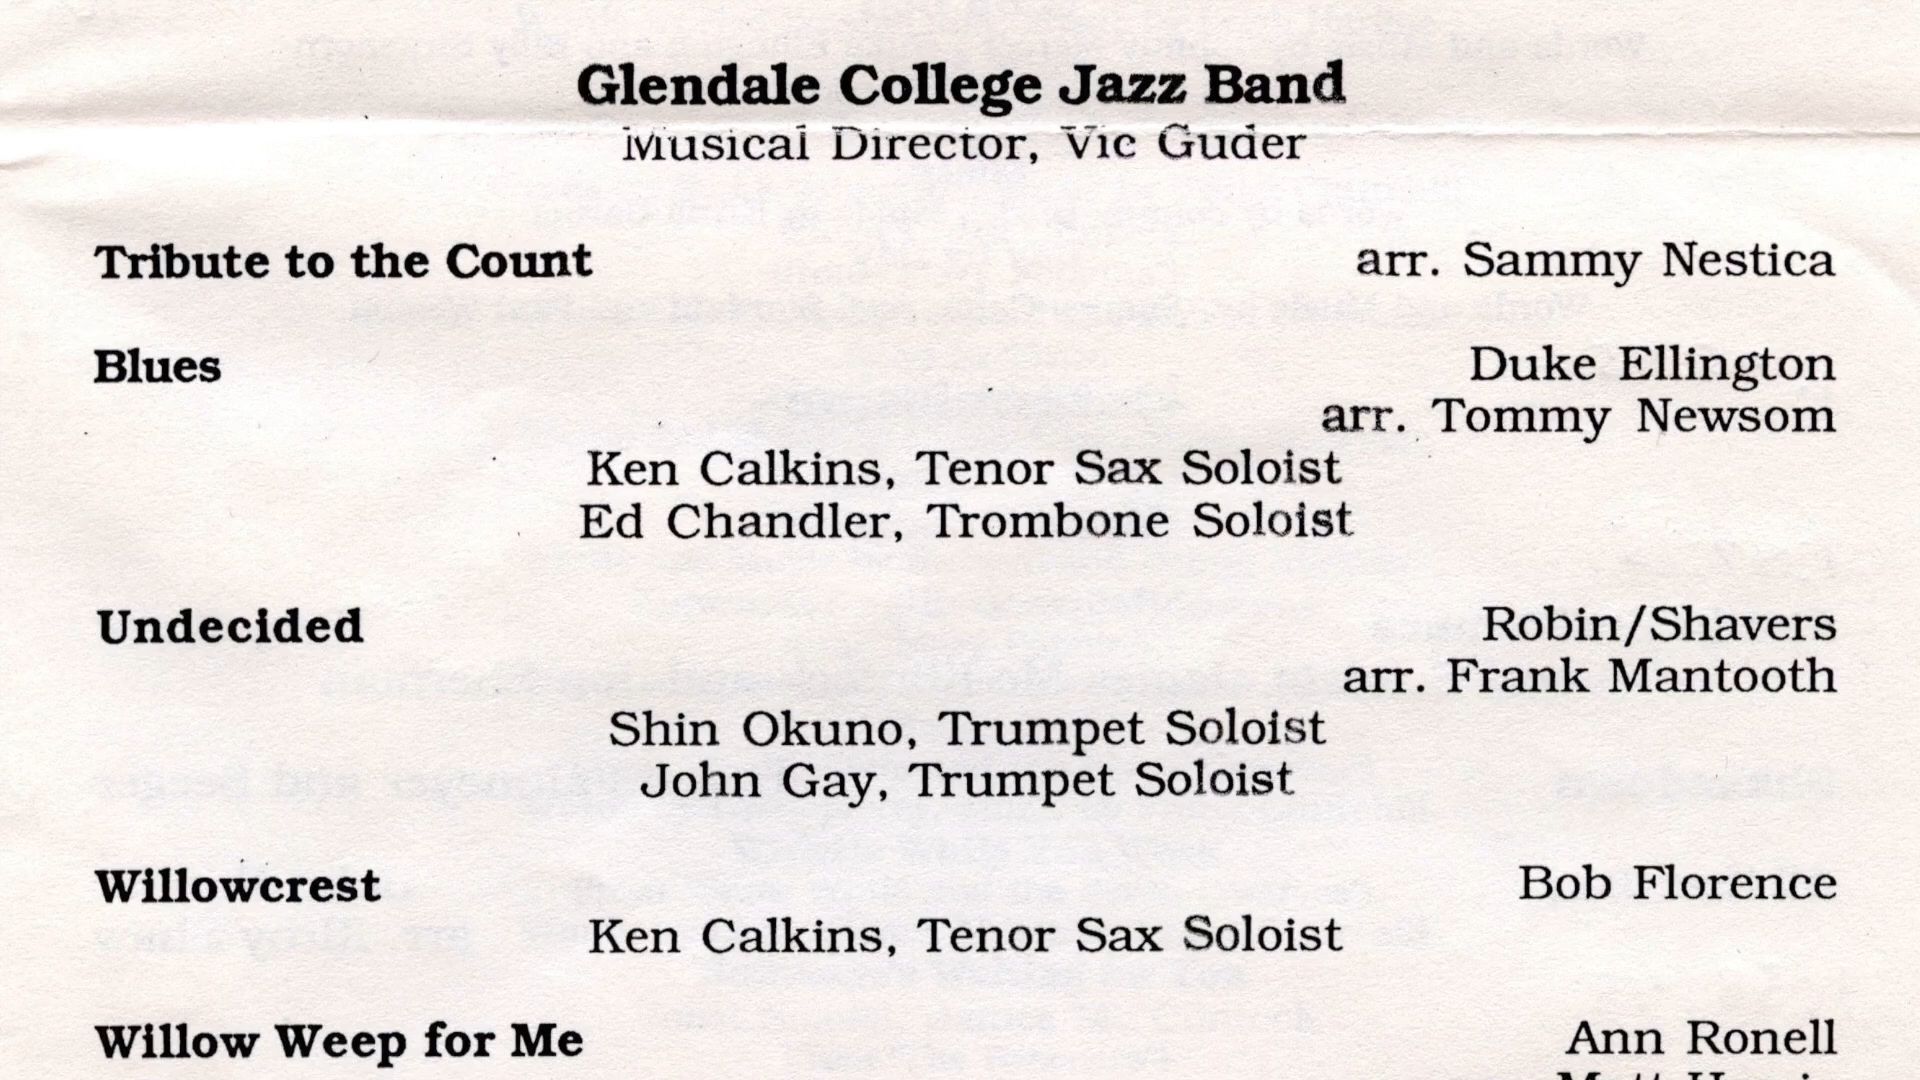 Glendale College Jazz Band
Musical Director, Vic Guder
Tribute to the Count arr. Sammy Nestica
Blues Duke Ellington
arr. Tommy Newsom
Ken Calkins, Tenor Sax Soloist
Ed Chandler, Trombone Soloist
Undecided Robin/Shavers
arr. Frank Mantooth
Shin Okuno, Trumpet Soloist
John Gay, Trumpet Soloist
Willowcrest Bob Florence
Ken Calkins, Tenor Sax Soloist
Willow Weep for Me Ann Ronell